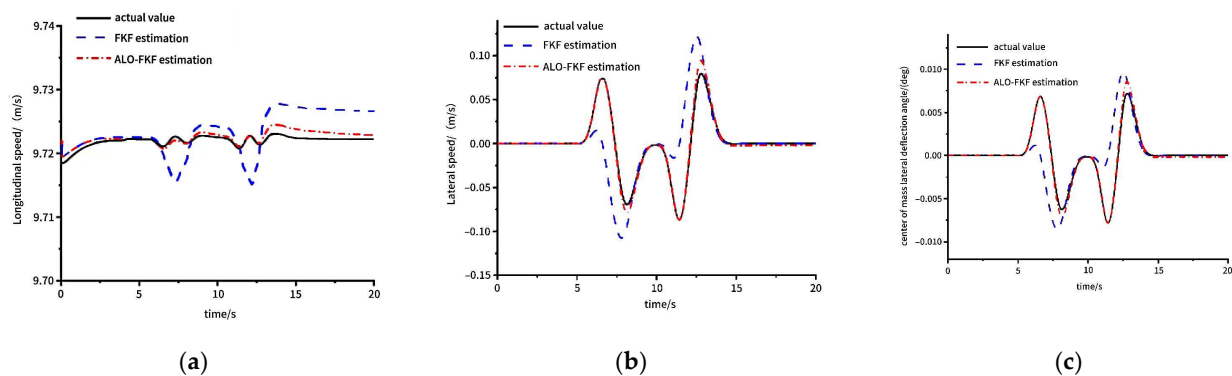 actual value
FKF estimation
ALO-FKF estimation
9.74
9.73
9.72
9.71
9.70
Longitudinal speed/ (m/s)
0
5
10
15
20
time/s
(a)
actual value
FKF estimation
ALO-FKF estimation
0.10
0.05
0.00
−0.05
−0.10
−0.15
Lateral speed/ (m/s)
0
5
10
15
20
time/s
(b)
actual value
FKF estimation
ALO-FKF estimation
0.010
0.005
0.00
−0.005
−0.010
center of mass lateral deflection angle/(deg)
0
5
10
15
20
time/s
(c)